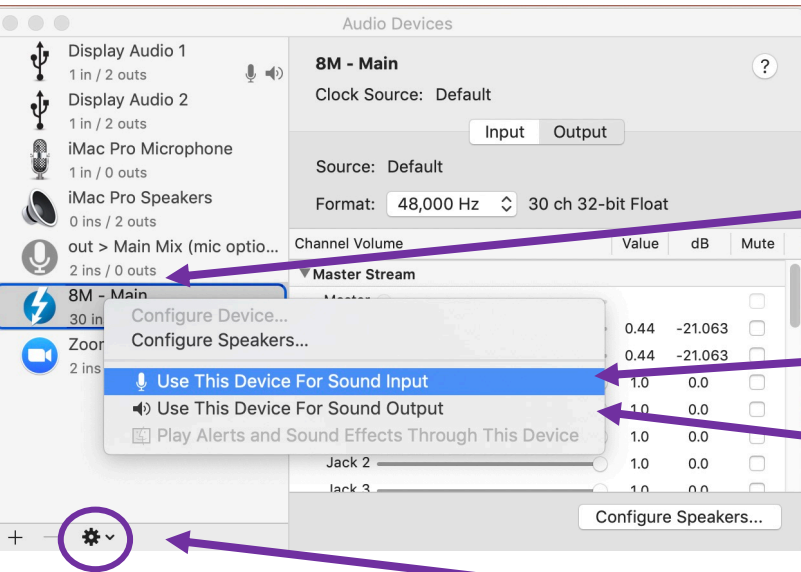 Audio Devices
Display Audio 1
1 in / 2 outs
Display Audio 2
1 in / 2 outs
iMac Pro Microphone
1 in / 0 outs
iMac Pro Speakers
0 ins / 2 outs
out > Main Mix (mic optio...
2 ins / 0 outs
8M - Main
30 in
2 ins
8M - Main
?
Clock Source: Default
Input Output
Source: Default
Format: 48,000 Hz 30 ch 32-bit Float
Channel Volume Value dB Mute
Master Stream
0.44 -21.063
0.44 -21.063
1.0 0.0
1.0 0.0
1.0 0.0
Jack 2 1.0 0.0
Jack 3 1.0 0.0
Configure Device...
Configure Speakers...
Use This Device For Sound Input
Use This Device For Sound Output
Play Alerts and Sound Effects Through This Device
Configure Speakers...